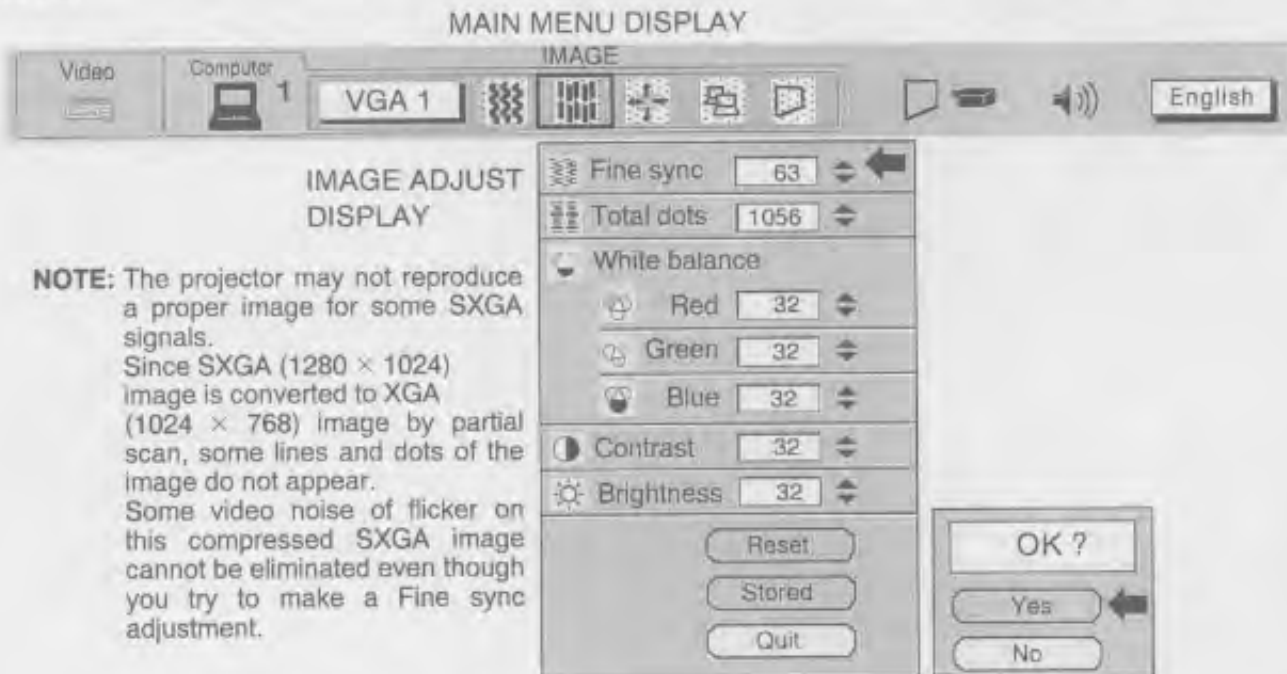 MAIN MENU DISPLAY
IMAGE
Video
Computer
1
VGA 1
English
IMAGE ADJUST
DISPLAY
Fine sync 63
Total dots 1056
White balance
Red 32
Green 32
Blue 32
Contrast 32
Brightness 32
Reset
Stored
Quit
OK ?
Yes
No
NOTE: The projector may not reproduce
a proper image for some SXGA
signals.
Since SXGA (1280 × 1024)
image is converted to XGA
(1024 × 768) image by partial
scan, some lines and dots of the
image do not appear.
Some video noise of flicker on
this compressed SXGA image
cannot be eliminated even though
you try to make a Fine sync
adjustment.